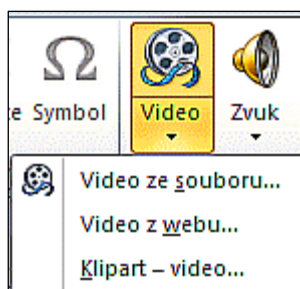 e Symbol Video Zvuk
Video ze souboru...
Video z webu...
Klipart – video...